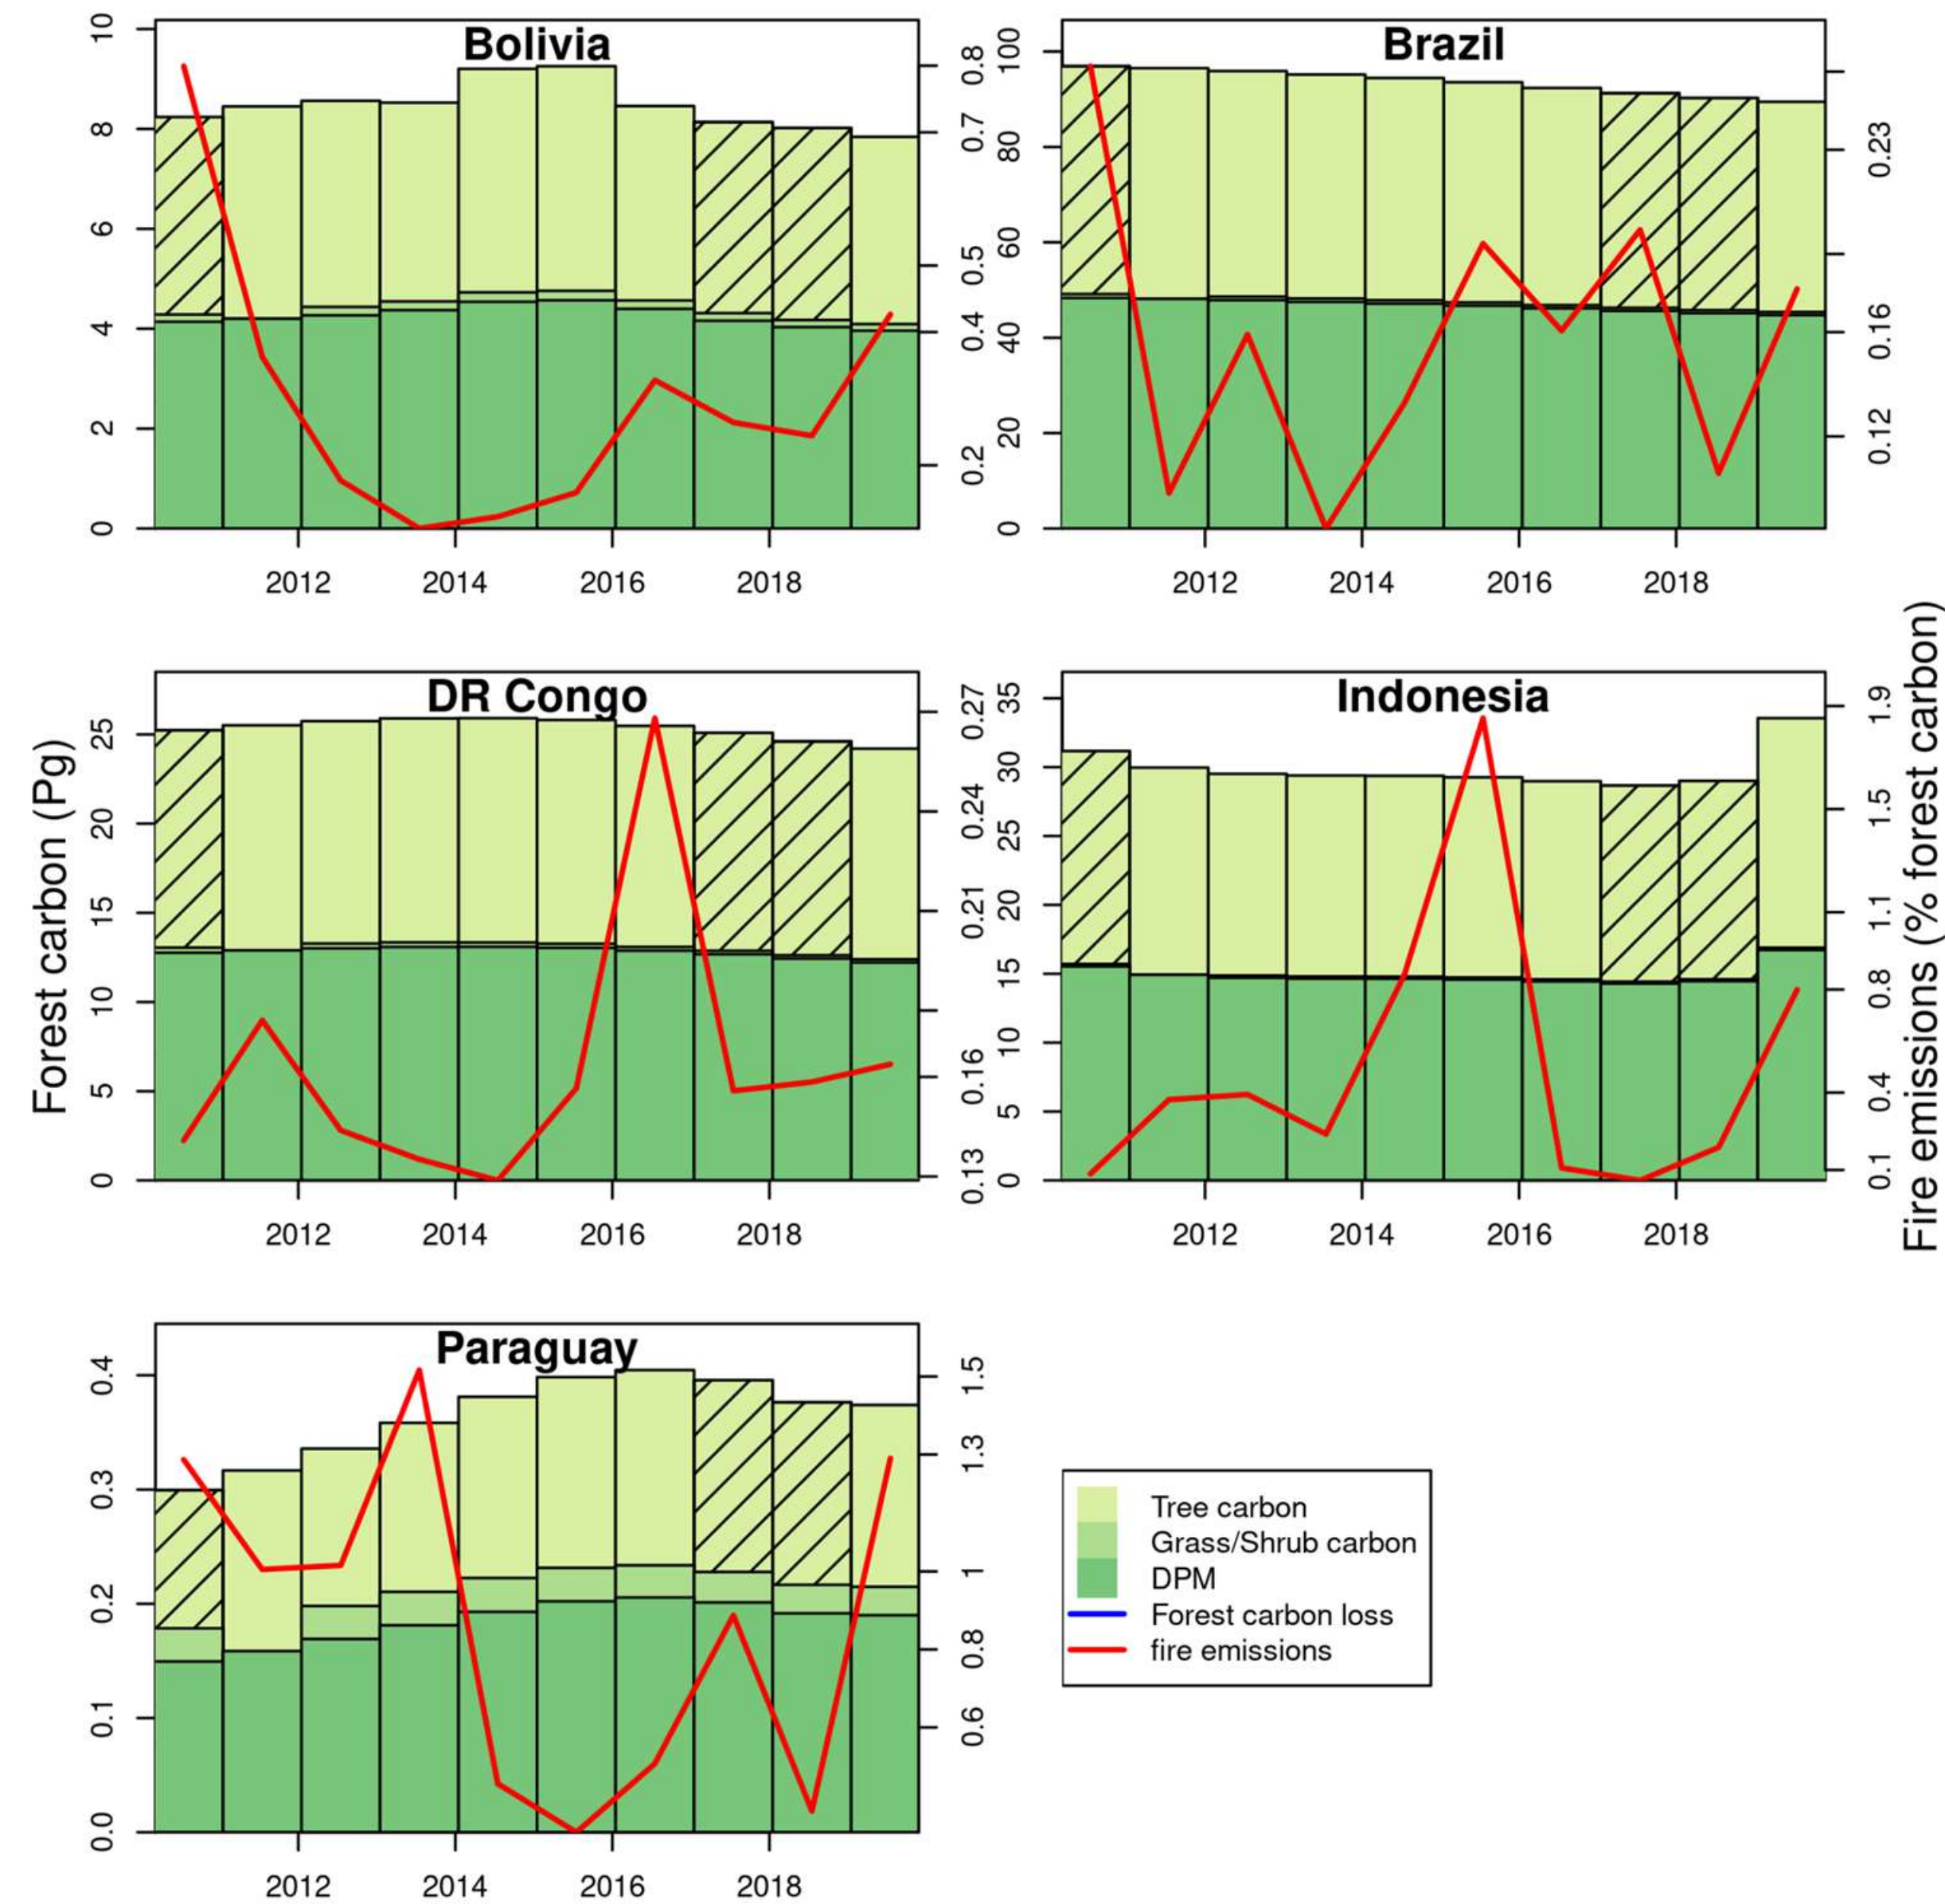 Bolivia
0 2 4 6 8 10
0.2 0.4 0.5 0.7 0.8
2012 2014 2016 2018
Brazil
0 20 40 60 80 100
0.12 0.16 0.23
2012 2014 2016 2018
Forest carbon (Pg)
DR Congo
0 5 10 15 20 25
0.13 0.16 0.21 0.24 0.27
2012 2014 2016 2018
Indonesia
0 5 10 15 20 25 30 35
0.1 0.4 0.8 1.1 1.5 1.9
2012 2014 2016 2018
Fire emissions (% forest carbon)
Paraguay
0.0 0.1 0.2 0.3 0.4
0.6 0.8 1 1.3 1.5
2012 2014 2016 2018
Tree carbon
Grass/Shrub carbon
DPM
Forest carbon loss
fire emissions